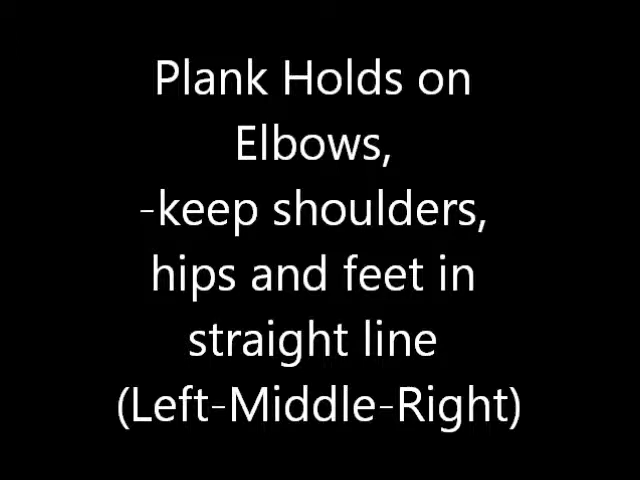 Plank Holds on
Elbows,
-keep shoulders,
hips and feet in
straight line
(Left-Middle-Right)